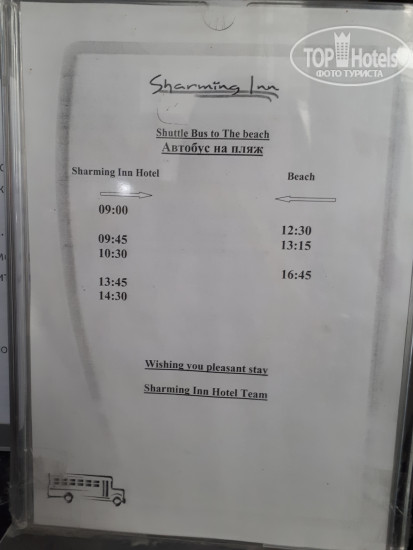 TOP Hotels
ФОТО ТУРИСТА
Sharming Inn
Shuttle Bus to The beach
Автобус на пляж
Sharming Inn Hotel Beach
09:00
12:30
09:45 13:15
10:30
16:45
13:45
14:30
Wishing you pleasant stay
Sharming Inn Hotel Team